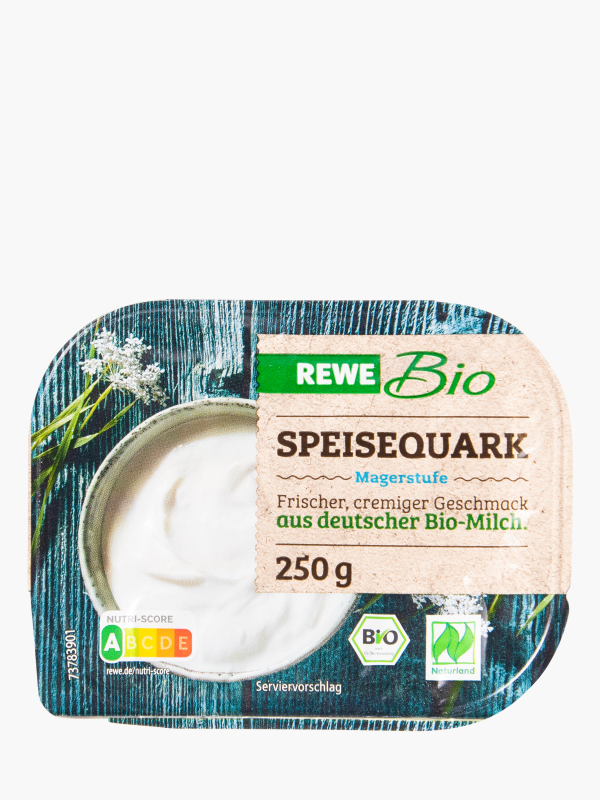 REWE Bio
SPEISEQUARK
Magerstufe
Frischer, cremiger Geschmack
aus deutscher Bio-Milch.
250 g
NUTRI-SCORE
A B C D E
rewe.de/nutri-score
73783901
BiO
Naturland
Serviervorschlag